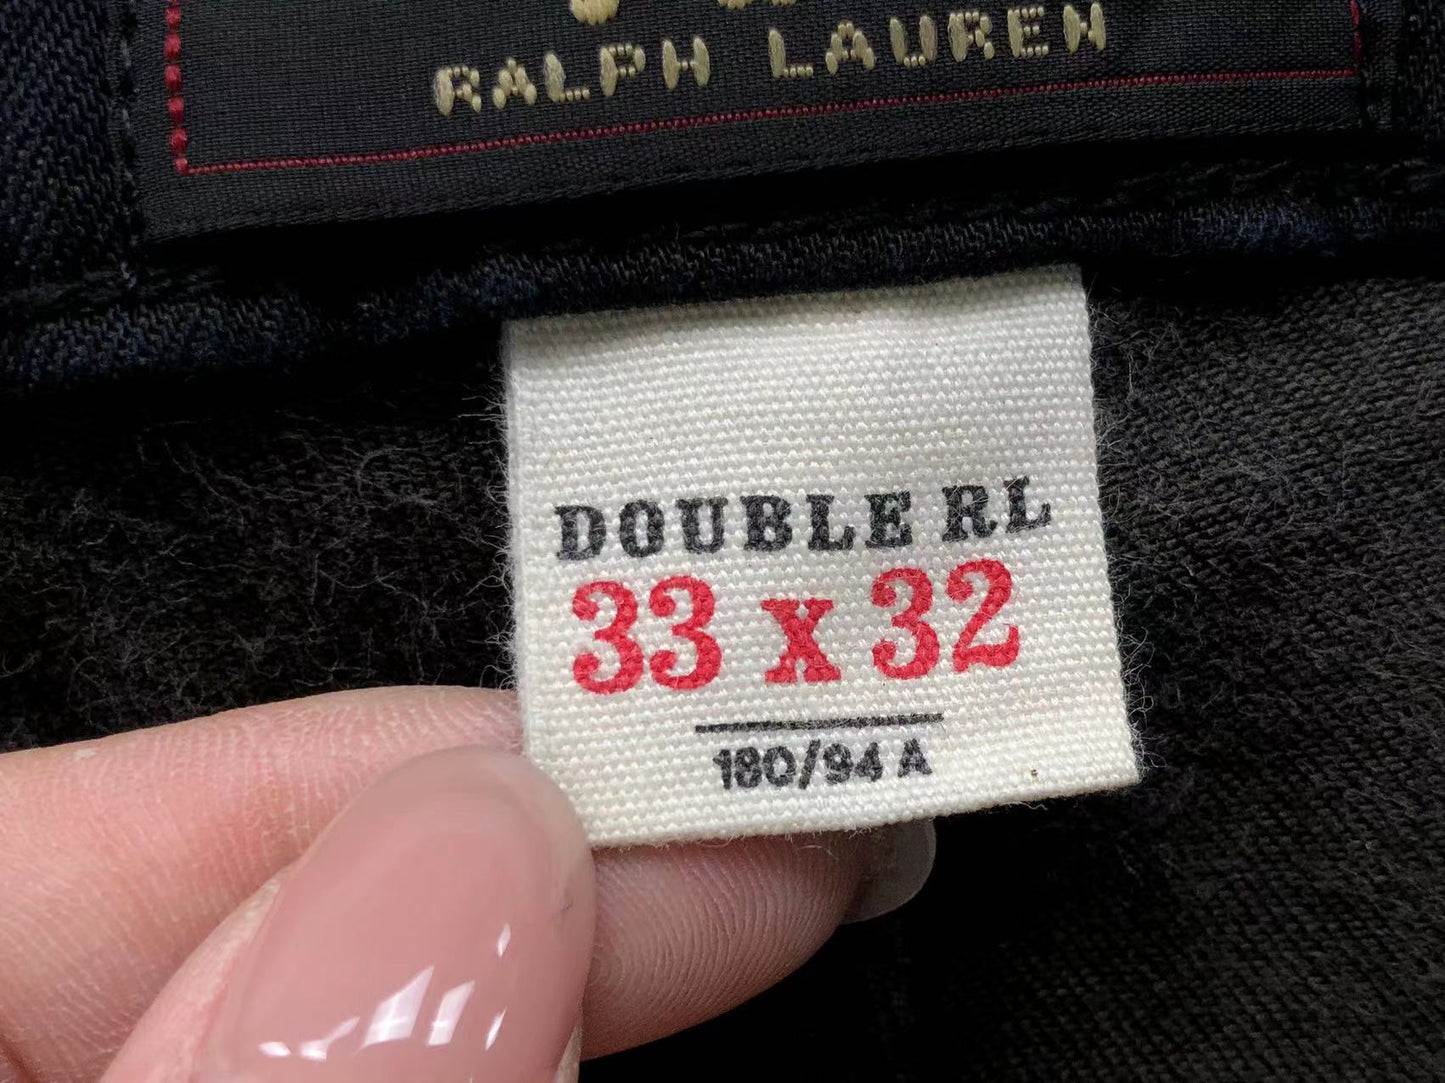 RALPH LAUREN
DOUBLE RL
33 x 32
180/94 A